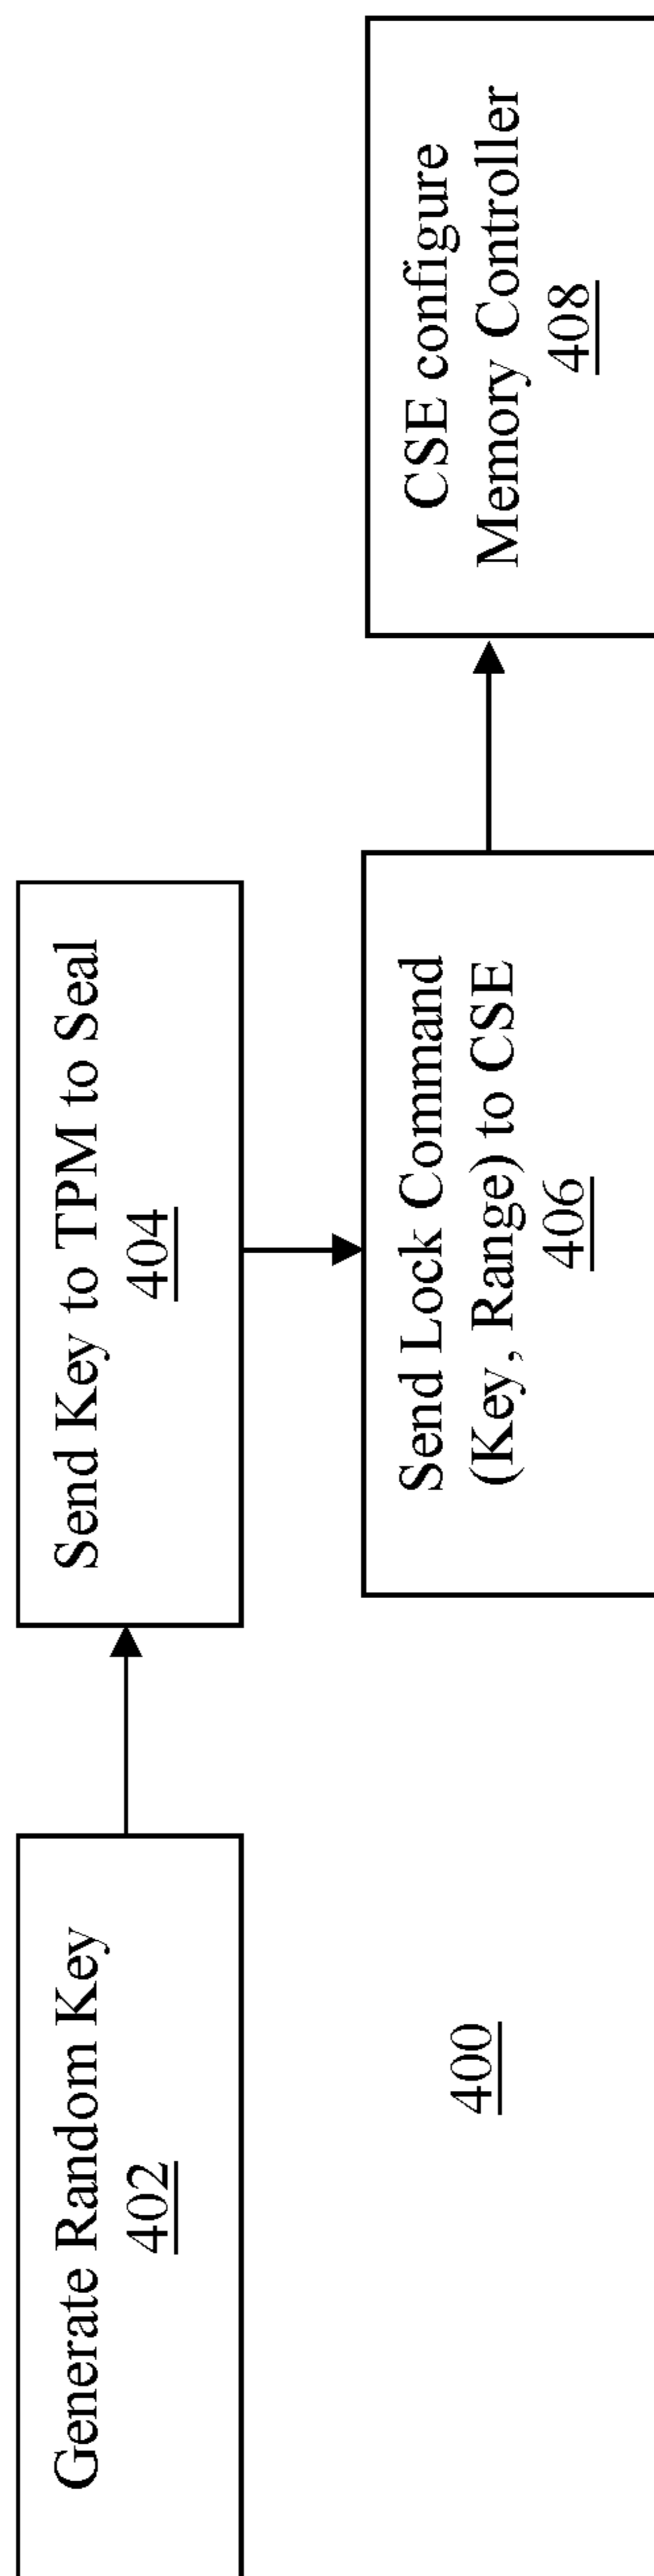 Generate Random Key
402
Send Key to TPM to Seal
404
Send Lock Command
(Key, Range) to CSE
406
CSE configure
Memory Controller
408
400